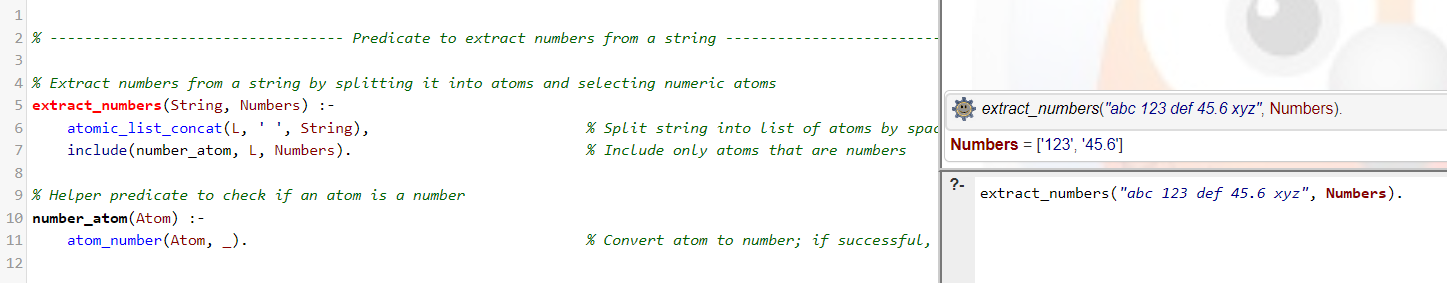 1
2 % ---------------------------------- Predicate to extract numbers from a string -------------------------
3
4 % Extract numbers from a string by splitting it into atoms and selecting numeric atoms
5 extract_numbers(String, Numbers) :-
6     atomic_list_concat(L, ' ', String),                         % Split string into list of atoms by spac
7     include(number_atom, L, Numbers).                           % Include only atoms that are numbers
8
9 % Helper predicate to check if an atom is a number
10 number_atom(Atom) :-
11     atom_number(Atom, _).                                       % Convert atom to number; if successful,
12
extract_numbers("abc 123 def 45.6 xyz", Numbers).
Numbers = ['123', '45.6']
?- extract_numbers("abc 123 def 45.6 xyz", Numbers).